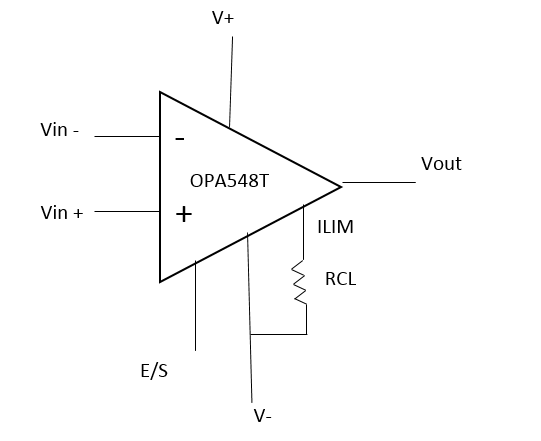 V+
Vin -
-
Vout
OPA548T
Vin +
+
ILIM
RCL
E/S
V-